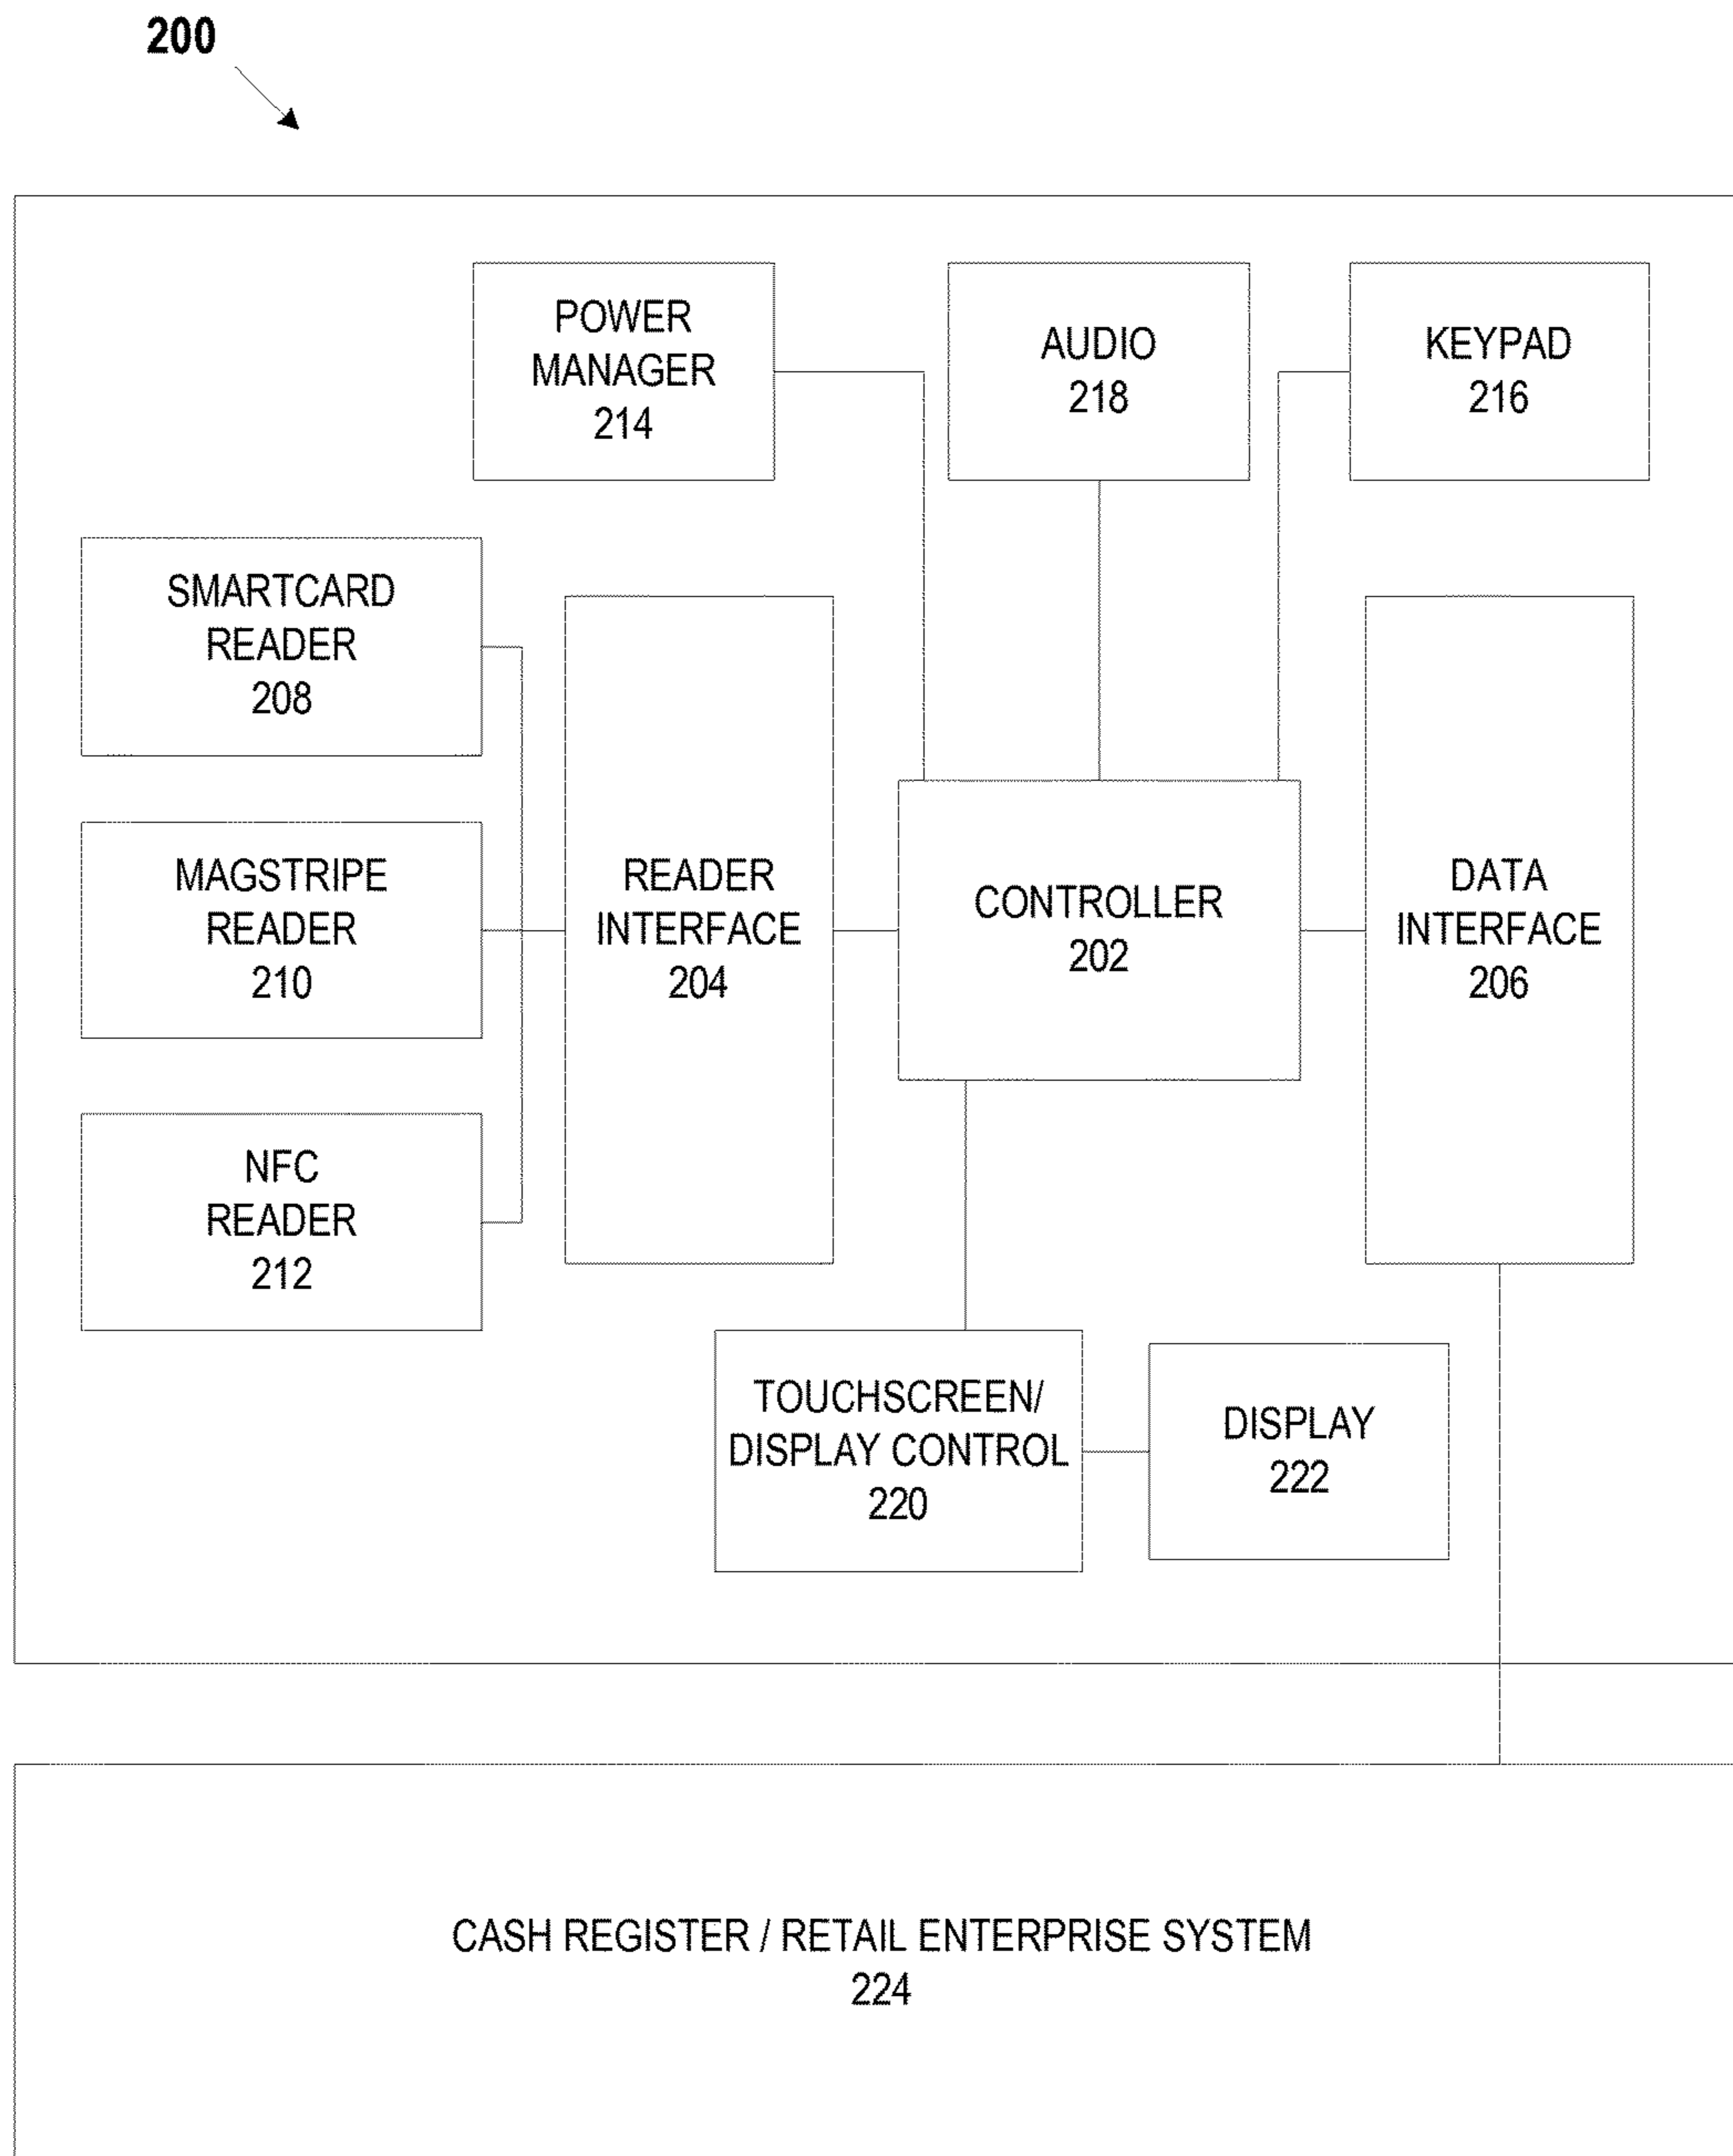 200
POWER
MANAGER
214
AUDIO
218
KEYPAD
216
SMARTCARD
READER
208
MAGSTRIPE
READER
210
NFC
READER
212
READER
INTERFACE
204
CONTROLLER
202
DATA
INTERFACE
206
TOUCHSCREEN/
DISPLAY CONTROL
220
DISPLAY
222
CASH REGISTER / RETAIL ENTERPRISE SYSTEM
224